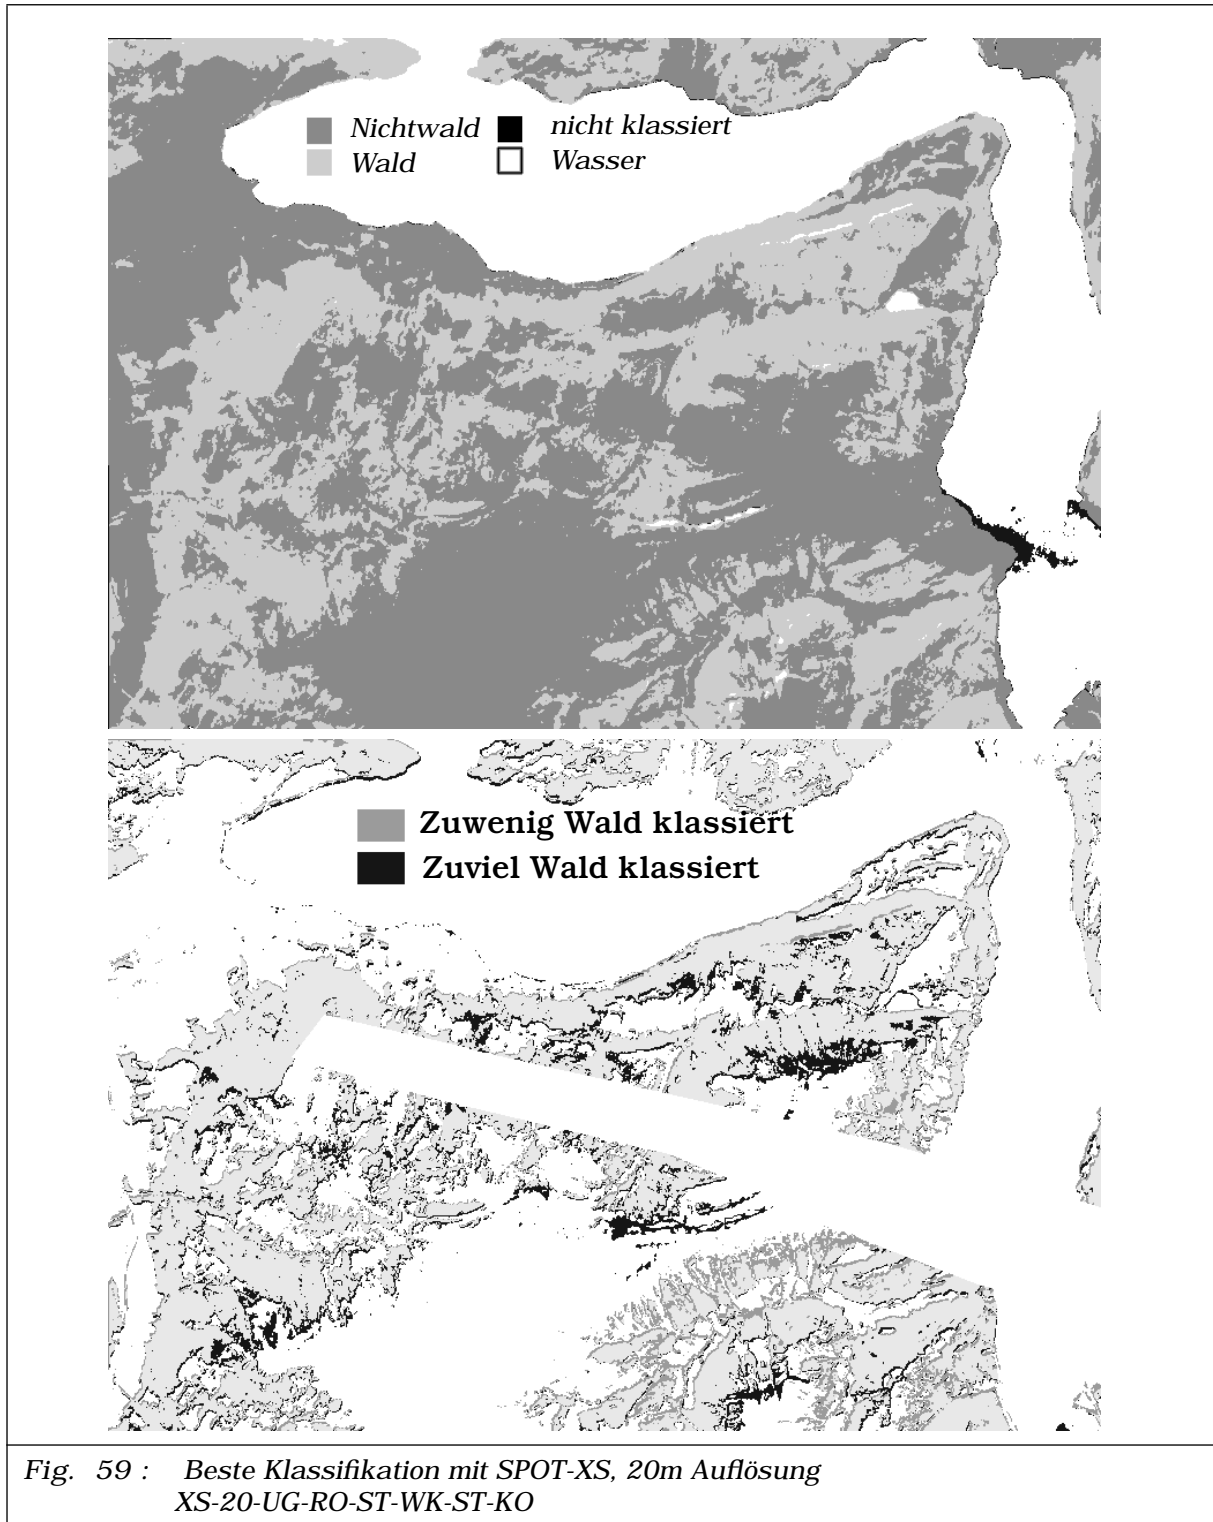 Nichtwald nicht klassiert
Wald Wasser
Zuwenig Wald klassiert
Zuviel Wald klassiert
Fig. 59 : Beste Klassifikation mit SPOT-XS, 20m Auflösung
XS-20-UG-RO-ST-WK-ST-KO